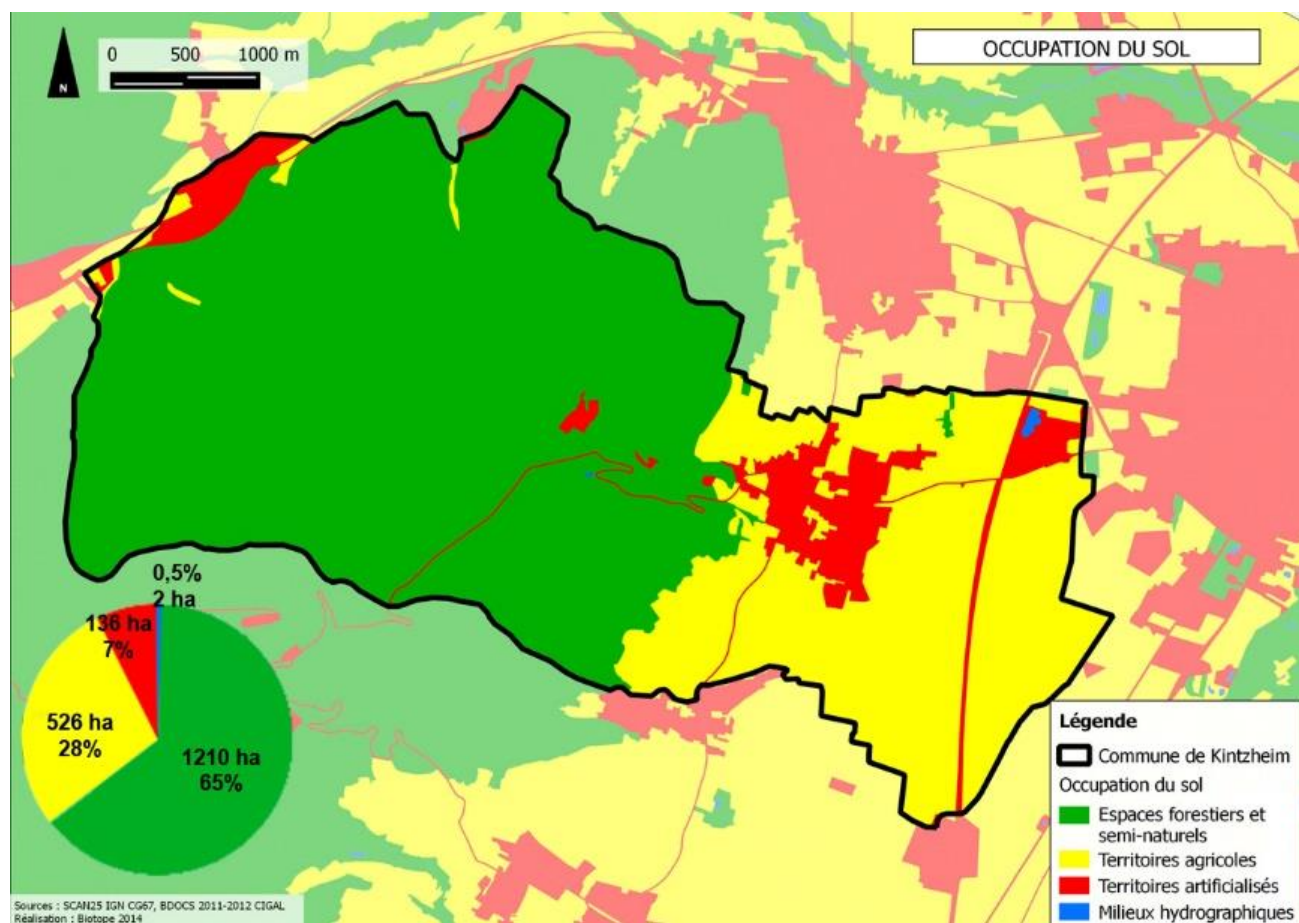 OCCUPATION DU SOL
0 500 1000 m
N
0,5%
2 ha
136 ha
7%
526 ha
28%
1210 ha
65%
Légende
Commune de Kintzheim
Occupation du sol
Espaces forestiers et
semi-naturels
Territoires agricoles
Territoires artificialisés
Milieux hydrographiques
Sources : SCAN25 IGN CG67, BDOCS 2011-2012 CIGAL
Réalisation : Biotope 2014